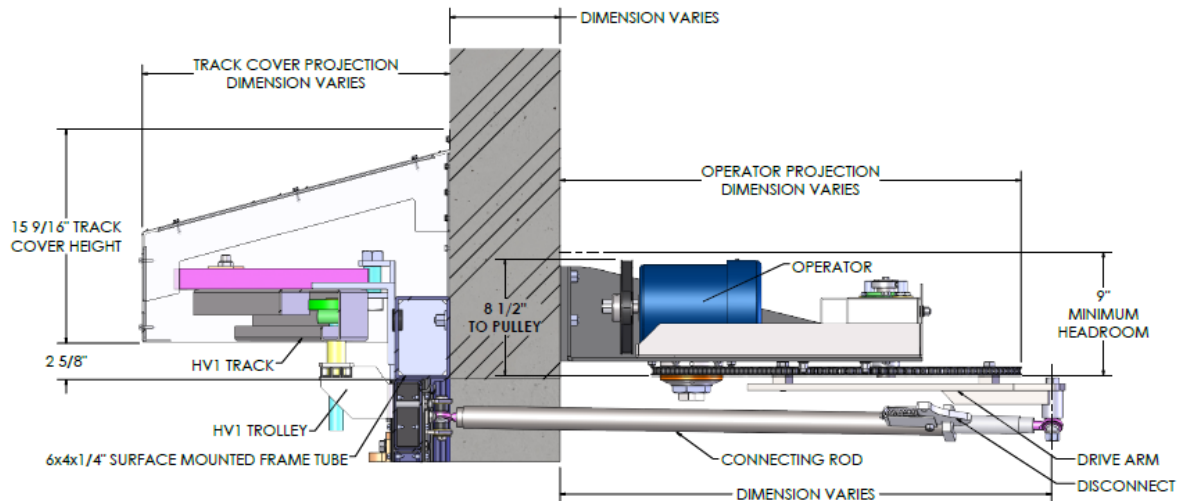 DIMENSION VARIES
TRACK COVER PROJECTION
DIMENSION VARIES
OPERATOR PROJECTION
DIMENSION VARIES
15 9/16" TRACK
COVER HEIGHT
OPERATOR
8 1/2"
TO PULLEY
9"
MINIMUM
HEADROOM
2 5/8"
HV1 TRACK
HV1 TROLLEY
6x4x1/4" SURFACE MOUNTED FRAME TUBE
CONNECTING ROD
DRIVE ARM
DISCONNECT
DIMENSION VARIES